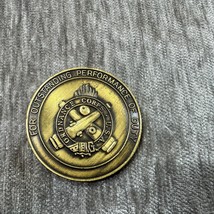 FOR OUTSTANDING PERFORMANCE OF DUTY
ORDNANCE CORPS U.S.A.